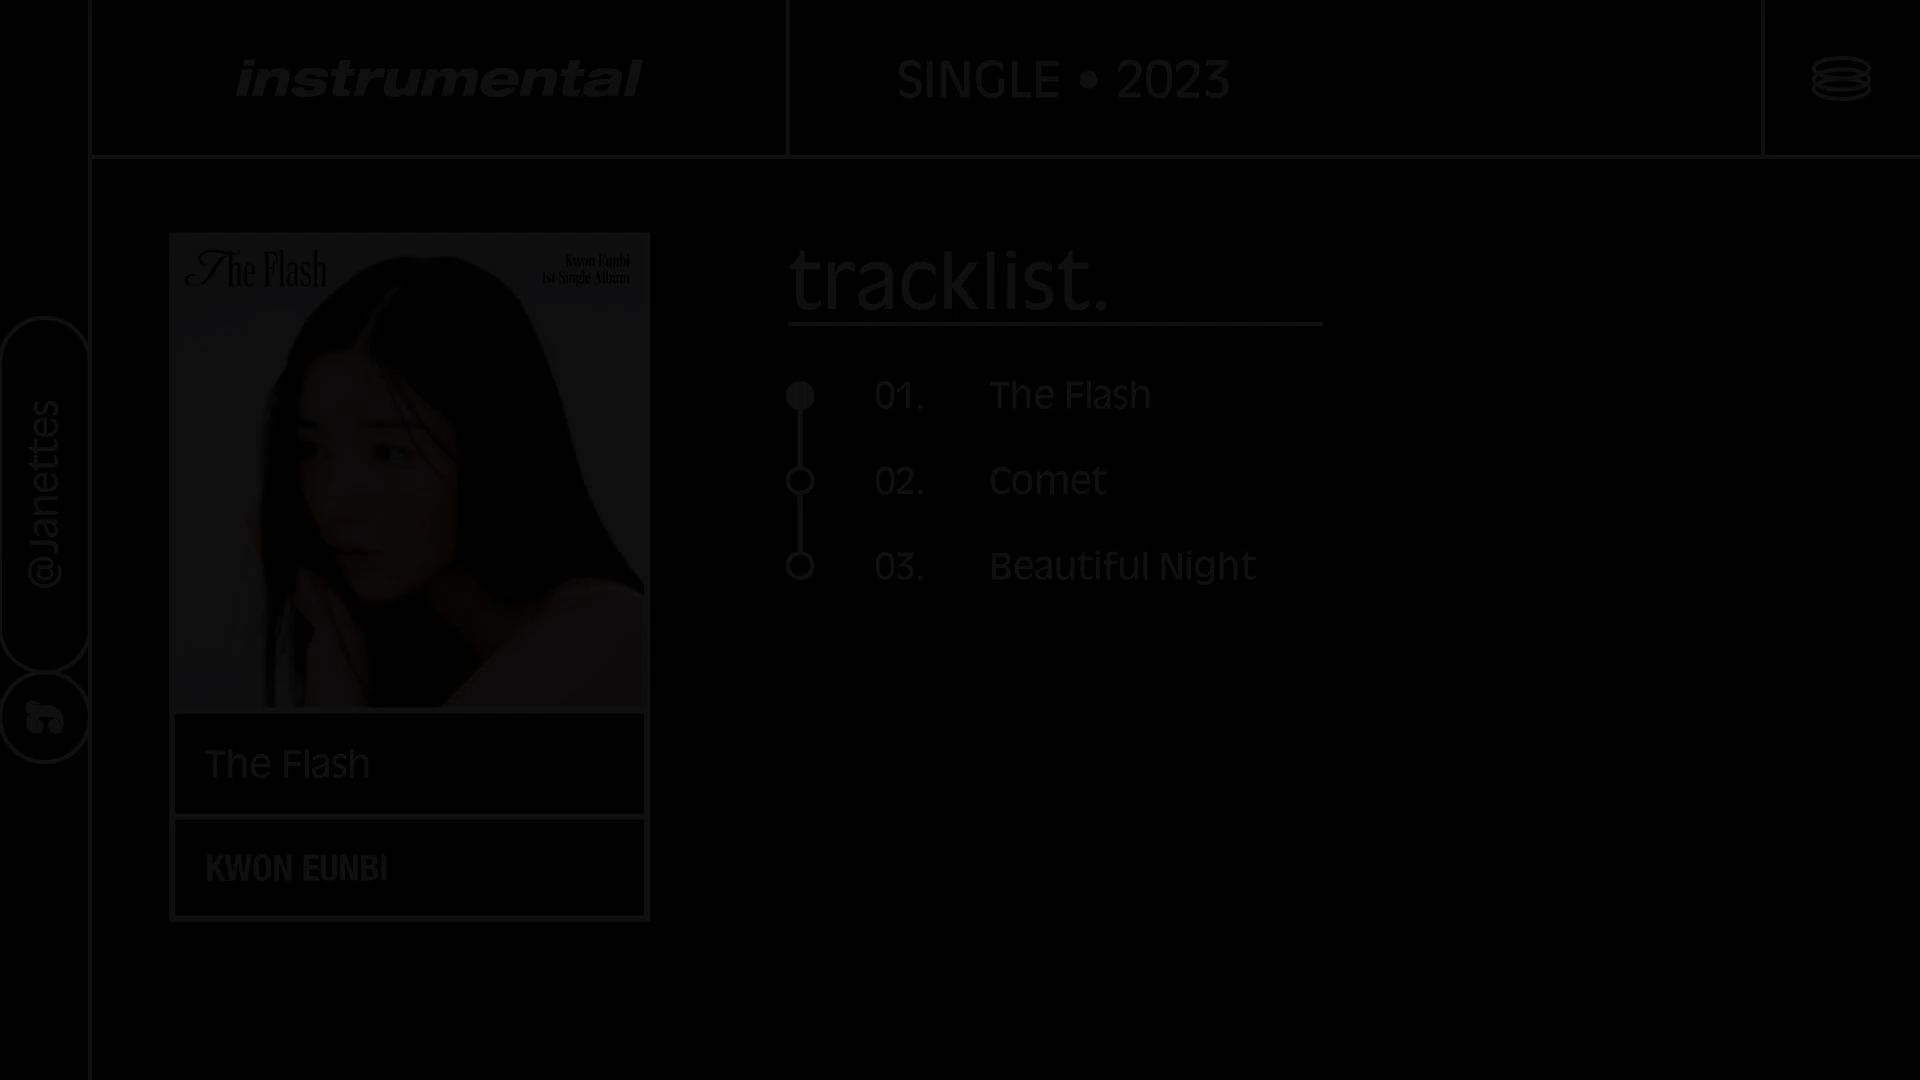 instrumental
SINGLE • 2023
@Janettes
The Flash
Kwon Eunbi
1st Single Album
The Flash
KWON EUNBI
tracklist.
01. The Flash
02. Comet
03. Beautiful Night